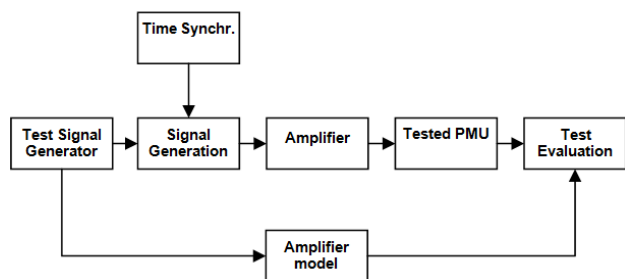 Time Synchr.
Test Signal
Generator
Signal
Generation
Amplifier
Tested PMU
Test
Evaluation
Amplifier
model